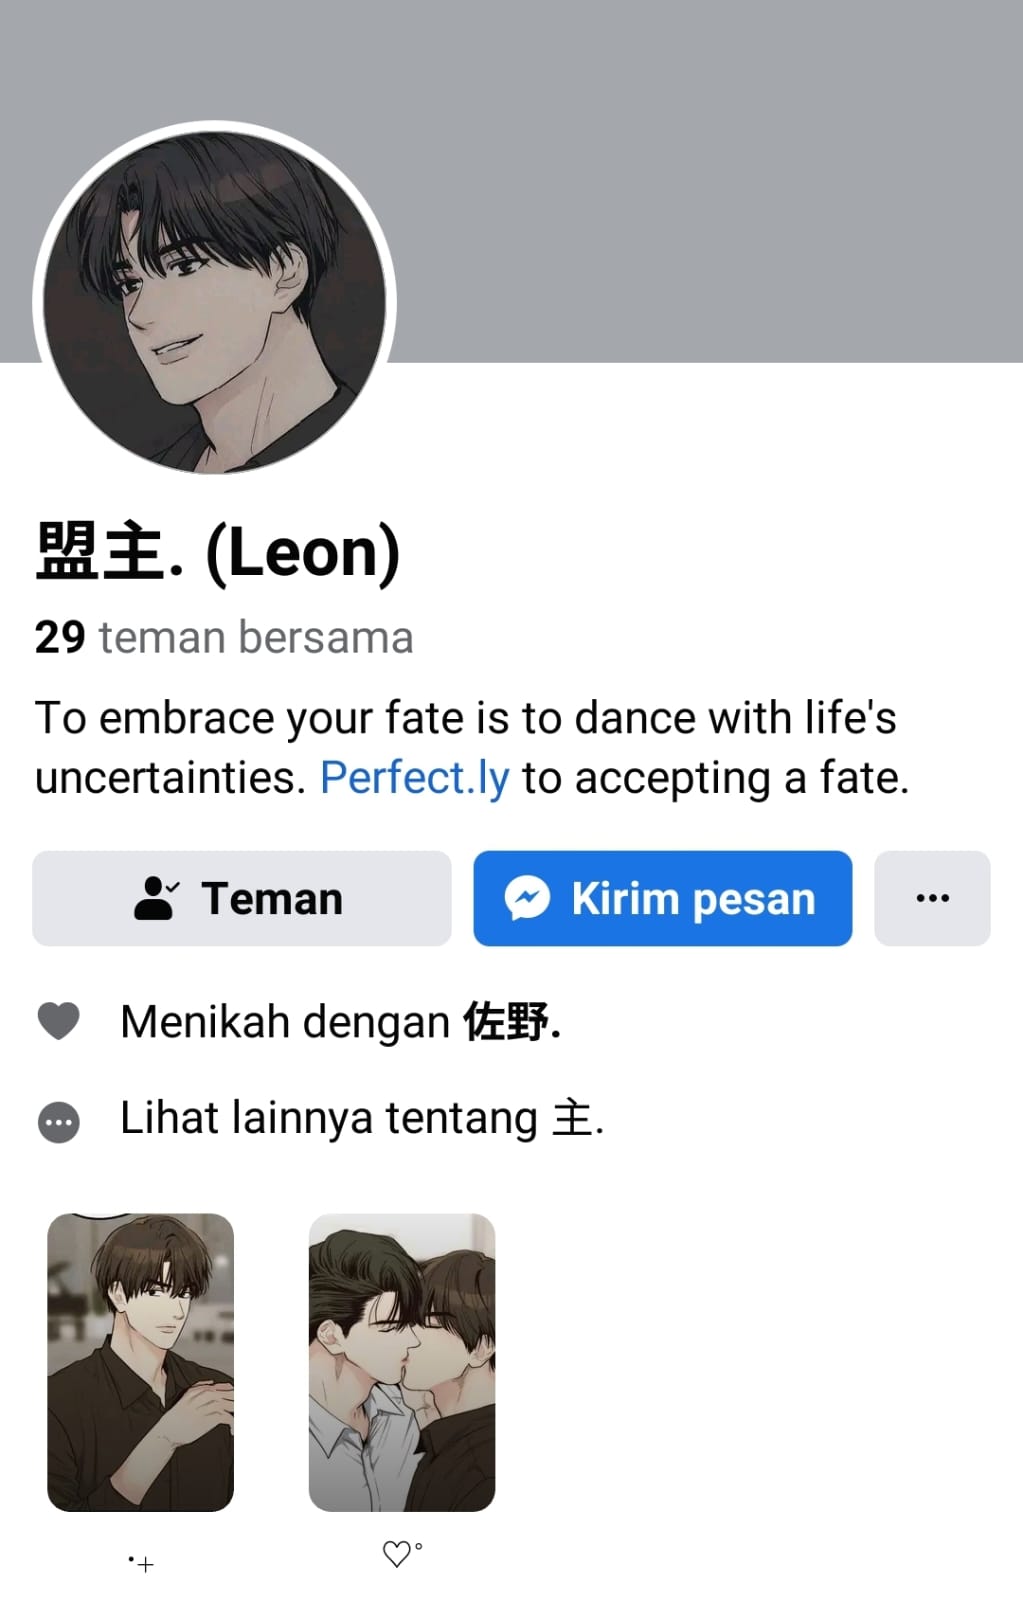 盟主. (Leon)
29 teman bersama
To embrace your fate is to dance with life's
uncertainties. Perfect.ly to accepting a fate.
Teman
Kirim pesan
Menikah dengan 佐野.
Lihat lainnya tentang 主.